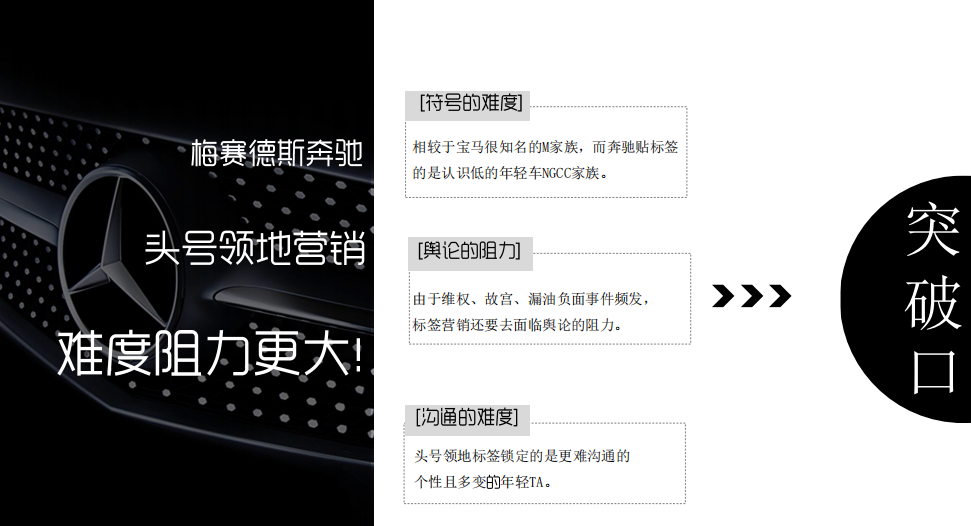 梅赛德斯奔驰
头号领地营销
难度阻力更大!
[符号的难度]
相较于宝马很知名的M家族，而奔驰贴标签
的是认识低的年轻车NGCC家族。
[舆论的阻力]
由于维权、故宫、漏油负面事件频发，
标签营销还要去面临舆论的阻力。
[沟通的难度]
头号领地标签锁定的是更难沟通的
个性且多变的年轻TA。
突破口